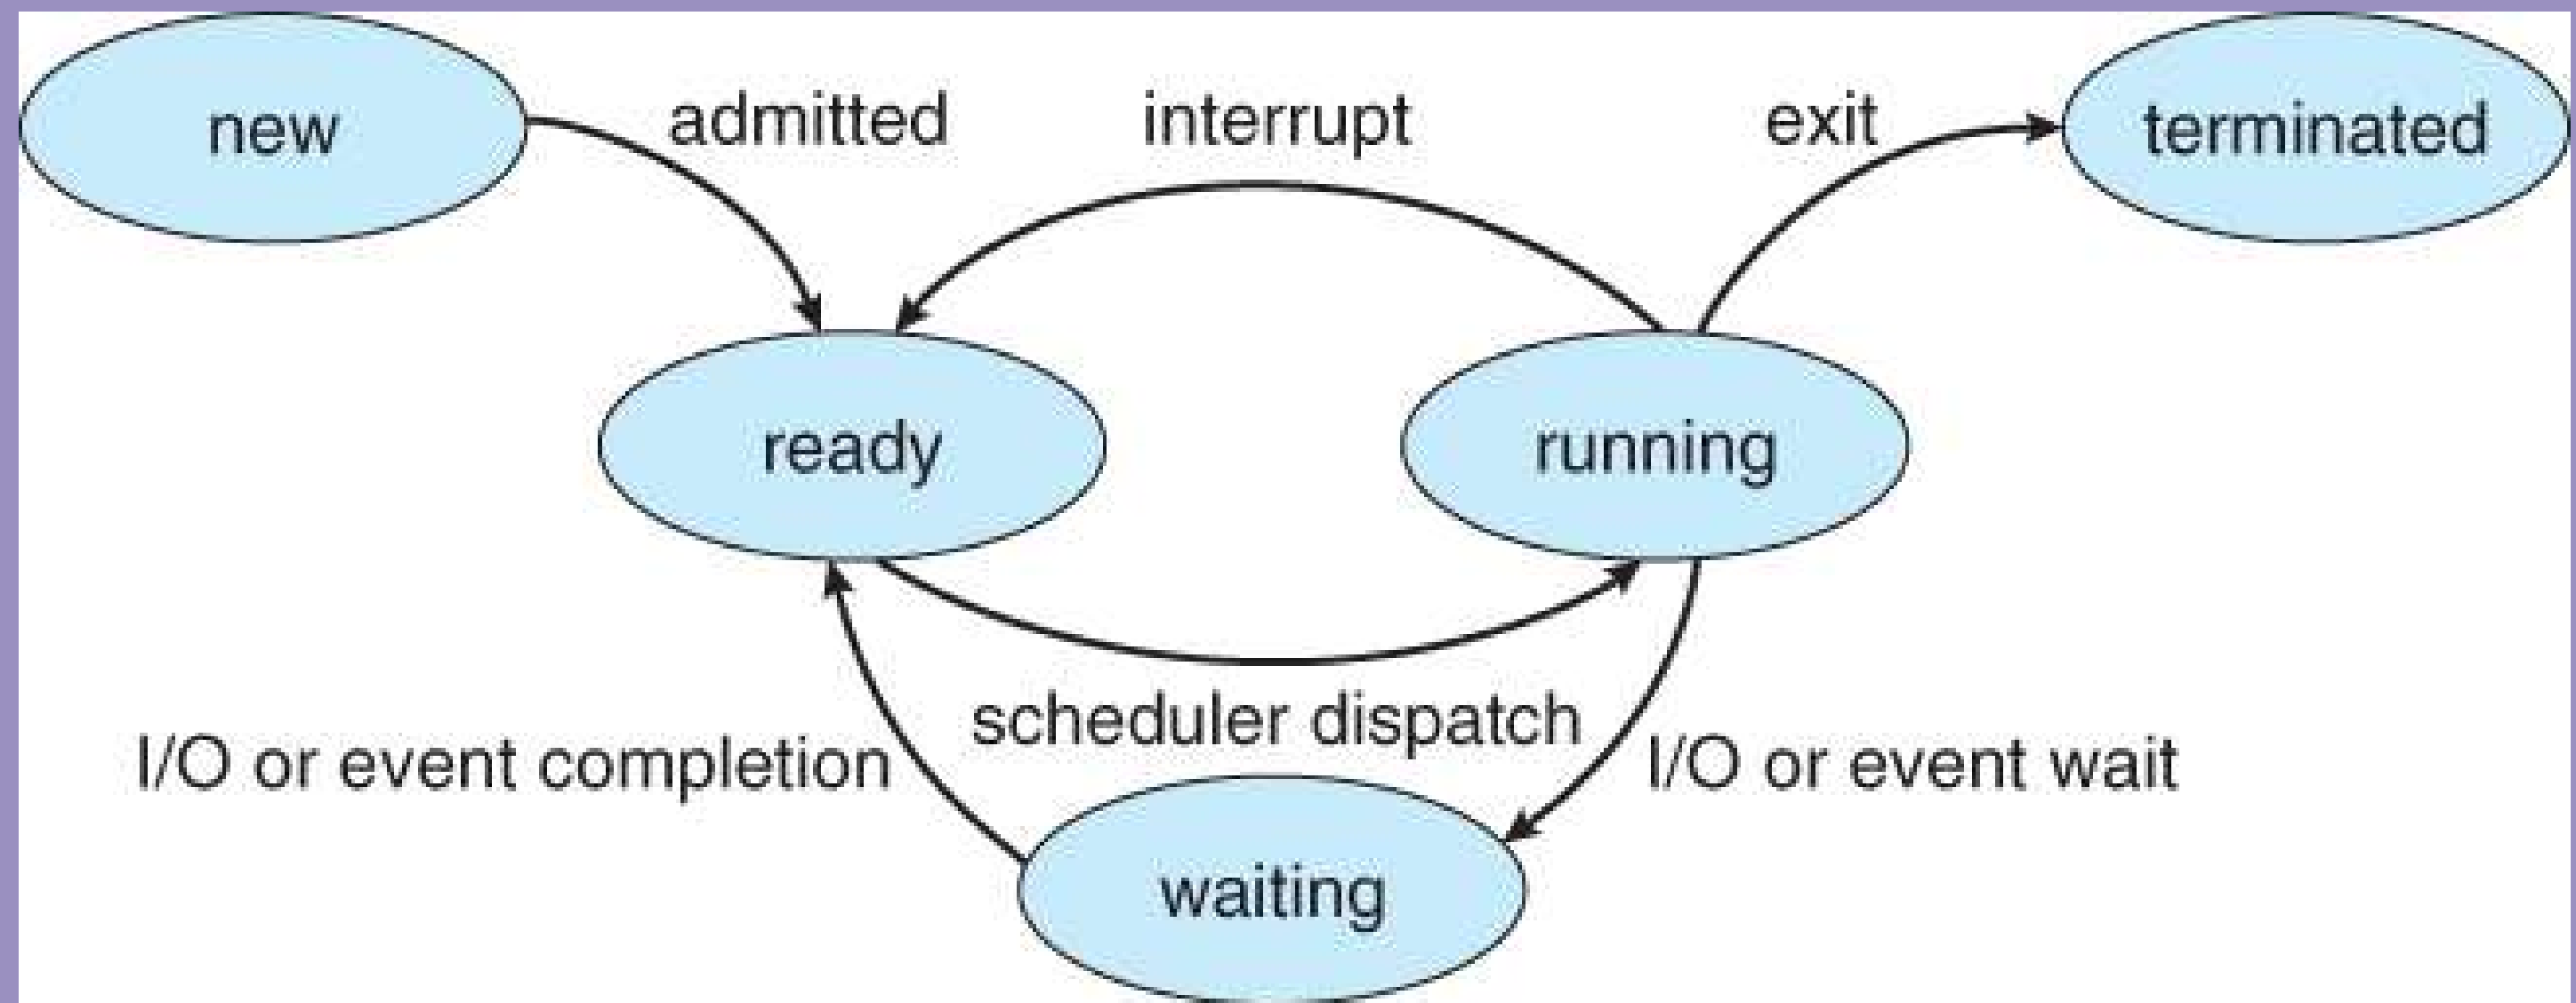 new
admitted
interrupt
exit
terminated
ready
running
scheduler dispatch
I/O or event completion
I/O or event wait
waiting